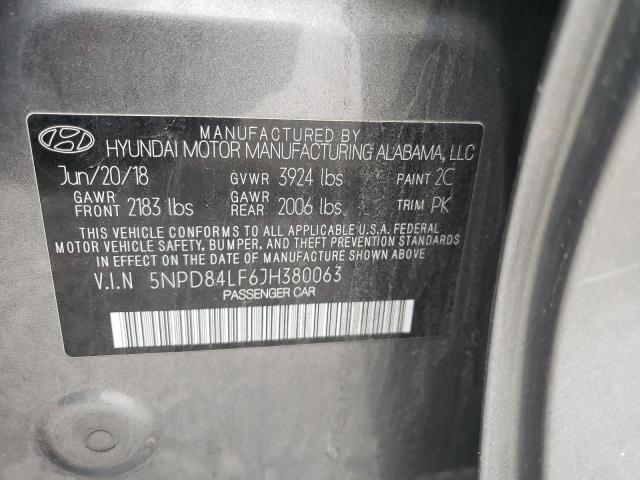 MANUFACTURED BY
HYUNDAI MOTOR MANUFACTURING ALABAMA, LLC
Jun/20/18 GVWR 3924 lbs PAINT 2C
GAWR FRONT 2183 lbs GAWR REAR 2006 lbs TRIM PK
THIS VEHICLE CONFORMS TO ALL APPLICABLE U.S.A. FEDERAL
MOTOR VEHICLE SAFETY, BUMPER, AND THEFT PREVENTION STANDARDS
IN EFFECT ON THE DATE OF MANUFACTURE SHOWN ABOVE.
V.I.N 5NPD84LF6JH380063
PASSENGER CAR